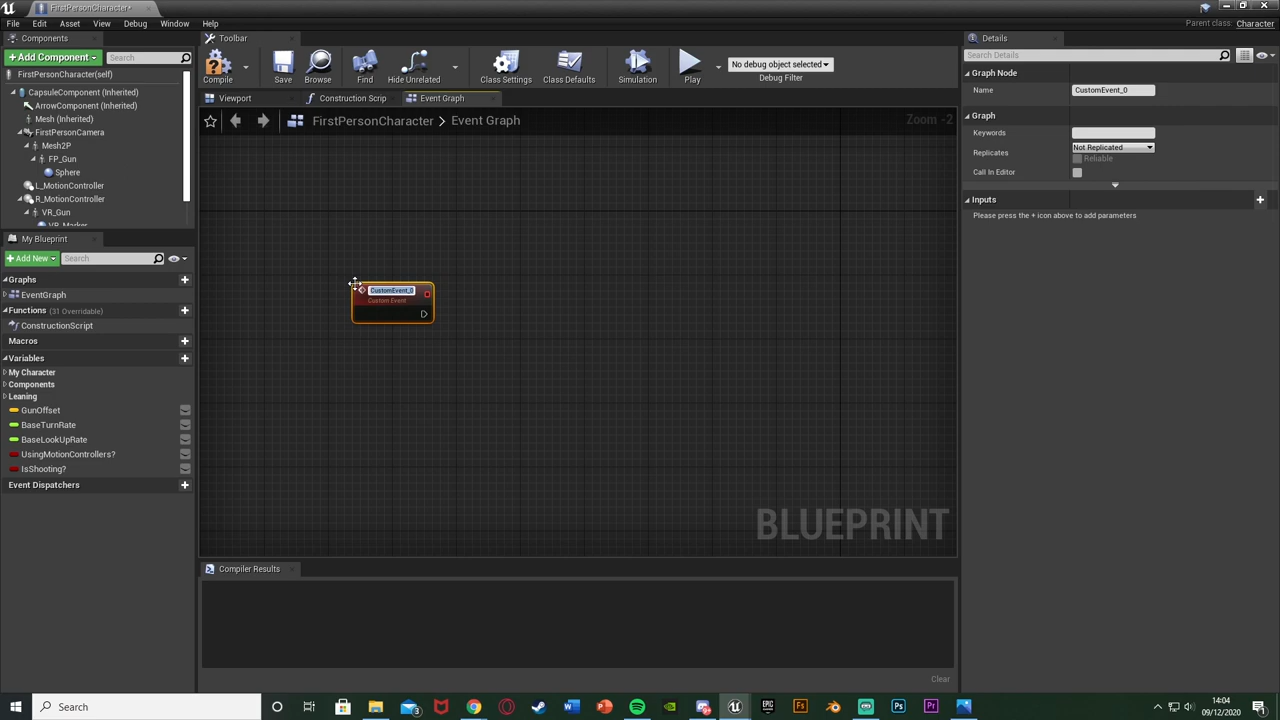 FirstPersonCharacter*
File Edit Asset View Debug Window Help
Parent class: Character
Components
Toolbar
Details
+ Add Component
Search
Search Details
FirstPersonCharacter(self)
CapsuleComponent (Inherited)
ArrowComponent (Inherited)
Mesh (Inherited)
FirstPersonCamera
Mesh2P
FP_Gun
Sphere
L_MotionController
R_MotionController
VR_Gun
VR_Marker
Compile
Save
Browse
Find
Hide Unrelated
Class Settings
Class Defaults
Simulation
Play
No debug object selected
Debug Filter
Viewport
Construction Scrip
Event Graph
FirstPersonCharacter > Event Graph
Zoom -2
CustomEvent_0
Custom Event
BLUEPRINT
Graph Node
Name CustomEvent_0
Graph
Keywords
Replicates Not Replicated
Reliable
Call In Editor
Inputs
Please press the + icon above to add parameters
My Blueprint
+ Add New
Search
Graphs
EventGraph
Functions (31 Overridable)
ConstructionScript
Macros
Variables
My Character
Components
Leaning
GunOffset
BaseTurnRate
BaseLookUpRate
UsingMotionControllers?
IsShooting?
Event Dispatchers
Compiler Results
Clear
Search
14:04
09/12/2020